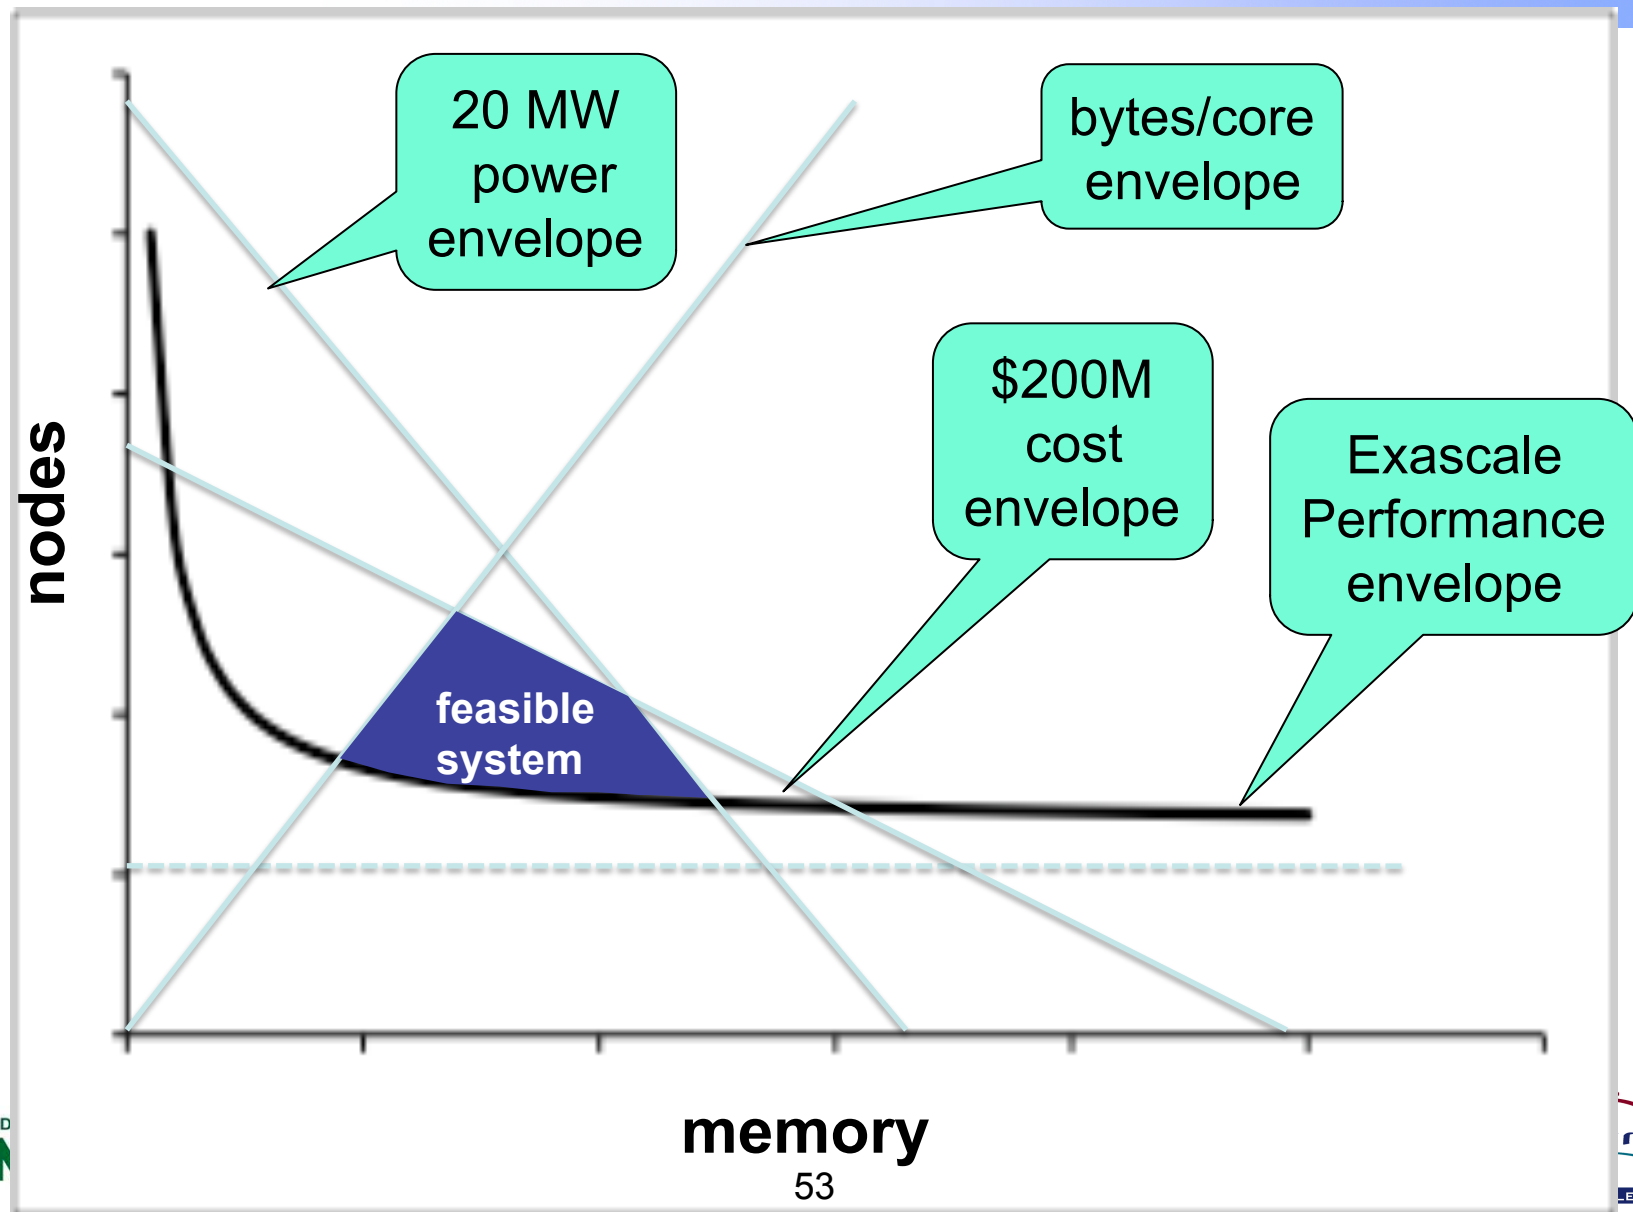 20 MW
power
envelope
bytes/core
envelope
$200M
cost
envelope
Exascale
Performance
envelope
nodes
feasible
system
memory
53